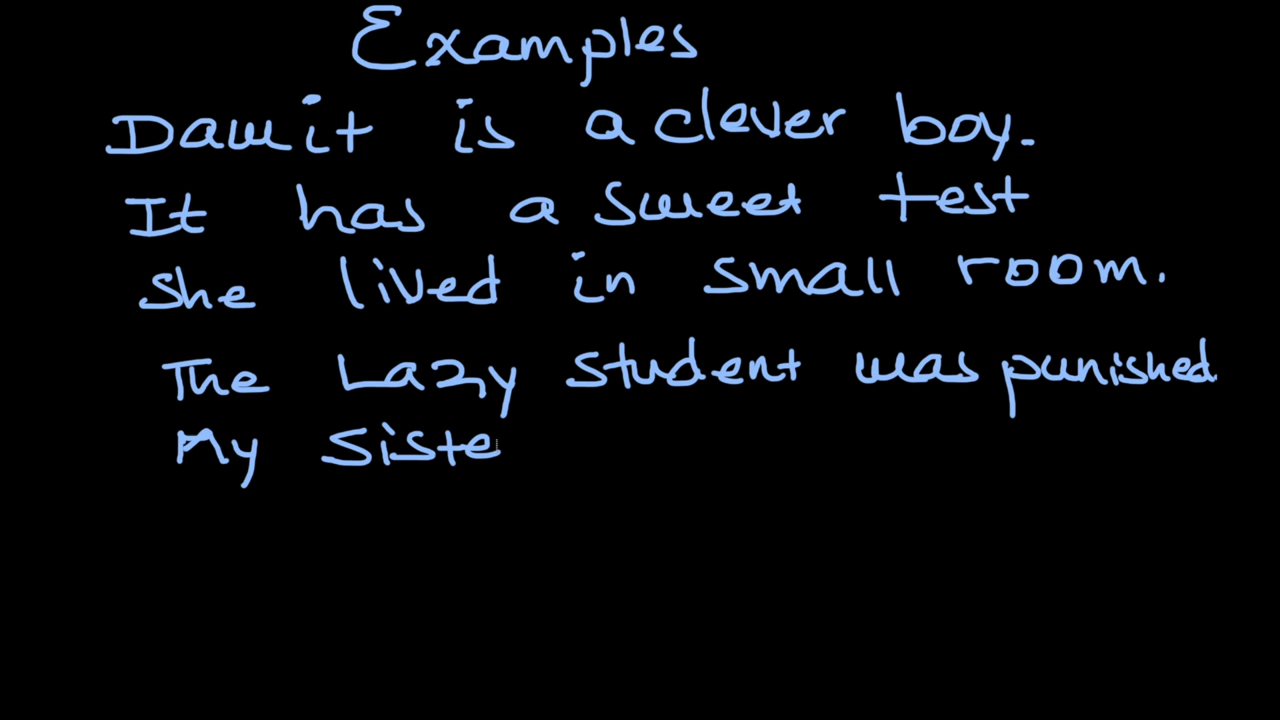 Examples
Dawit is a clever boy.
It has a sweet test
She lived in small room.
The Lazy student was punished.
My Siste